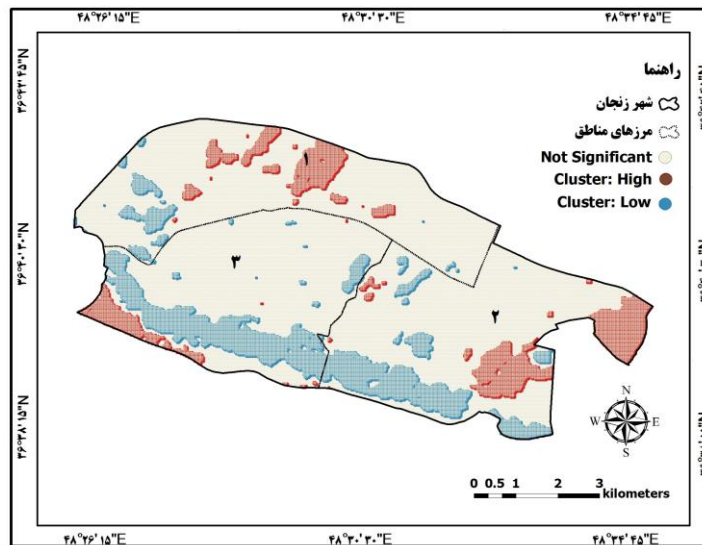 ۴۸°۲۶'۱۵"E ۴۸°۳۰'۳۰"E ۴۸°۳۴'۴۵"E
۳۶°۴۲'۴۵"N
راهنما
شهر زنجان
مرزهای مناطق
Not Significant
Cluster: High
Cluster: Low
۱
۳۶°۴۰'۳۰"N
۳
۲
۳۶°۳۸'۱۵"N
N
W E
S
0 0.5 1 2 3
kilometers
۴۸°۲۶'۱۵"E ۴۸°۳۰'۳۰"E ۴۸°۳۴'۴۵"E